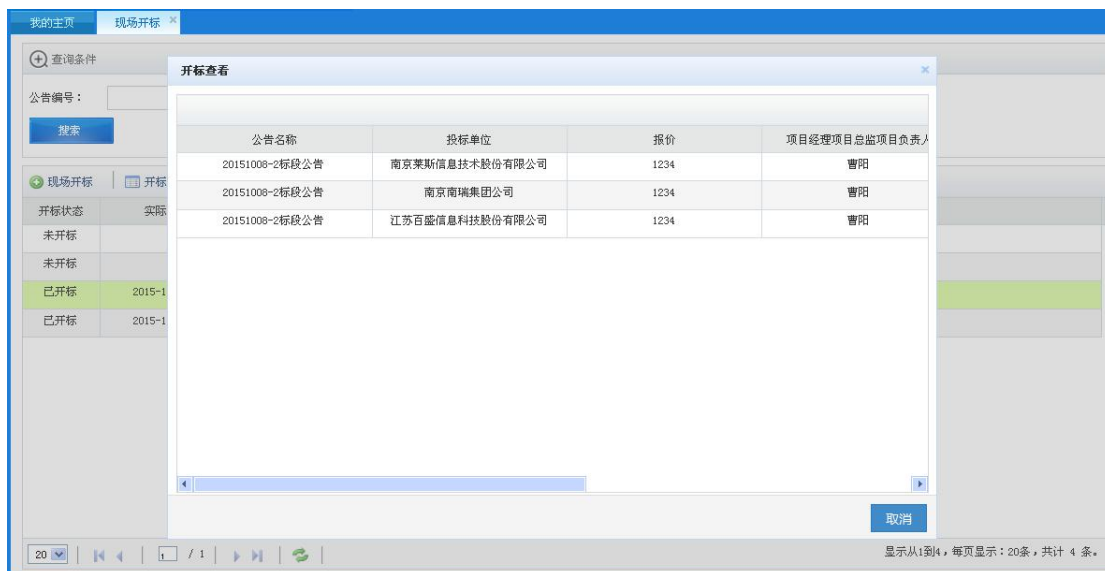 我的主页 现场开标 ×
查询条件
公告编号：
搜索
现场开标 开标
开标状态 实际
未开标
未开标
已开标 2015-1
已开标 2015-1
开标查看 ×
公告名称 投标单位 报价 项目经理项目总监项目负责人
20151008-2标段公告 南京莱斯信息技术股份有限公司 1234 曹阳
20151008-2标段公告 南京南瑞集团公司 1234 曹阳
20151008-2标段公告 江苏百盛信息科技股份有限公司 1234 曹阳
取消
20 1 / 1 显示从1到4，每页显示：20条，共计 4 条。